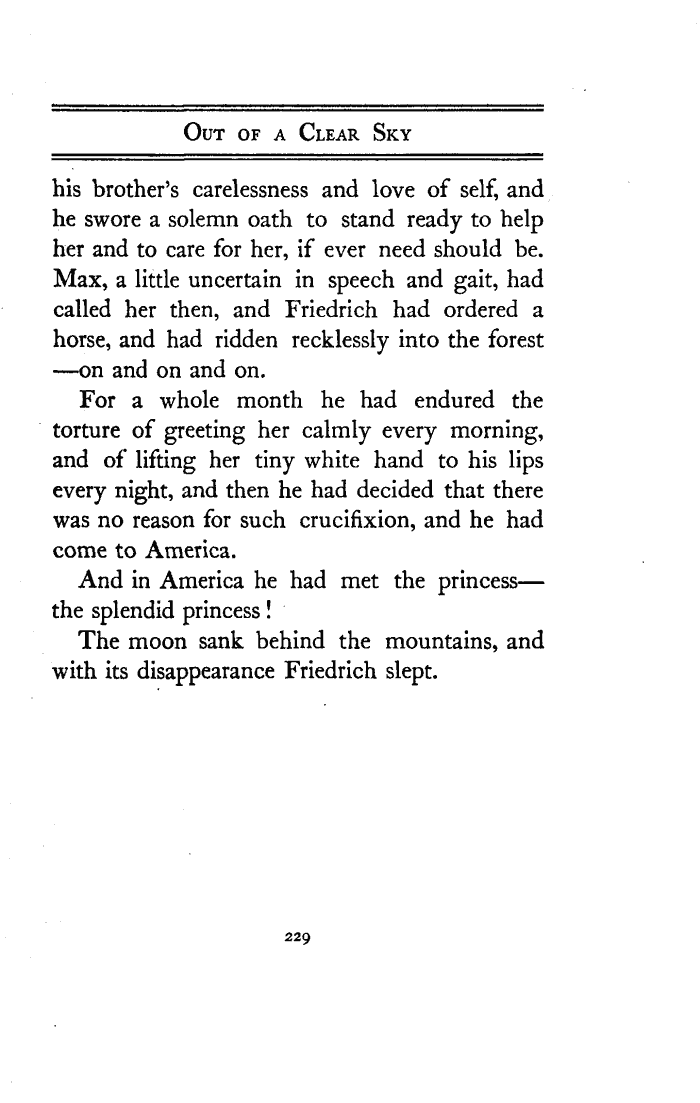 Out of a Clear Sky
his brother's carelessness and love of self, and
he swore a solemn oath to stand ready to help
her and to care for her, if ever need should be.
Max, a little uncertain in speech and gait, had
called her then, and Friedrich had ordered a
horse, and had ridden recklessly into the forest
—on and on and on.
For a whole month he had endured the
torture of greeting her calmly every morning,
and of lifting her tiny white hand to his lips
every night, and then he had decided that there
was no reason for such crucifixion, and he had
come to America.
And in America he had met the princess—
the splendid princess!
The moon sank behind the mountains, and
with its disappearance Friedrich slept.
229